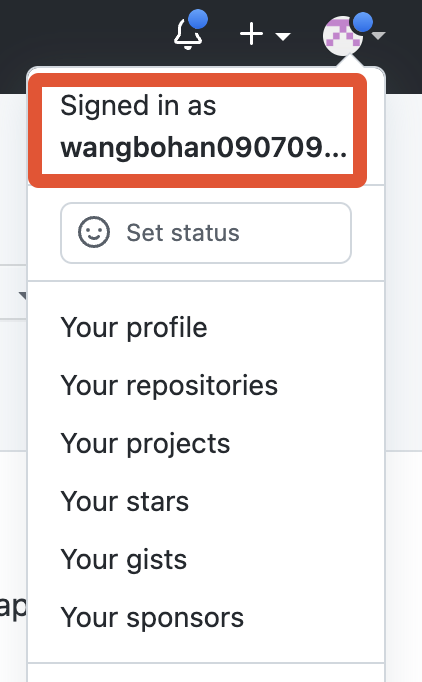 Signed in as
wangbohan090709...
Set status
Your profile
Your repositories
Your projects
Your stars
Your gists
ap
Your sponsors